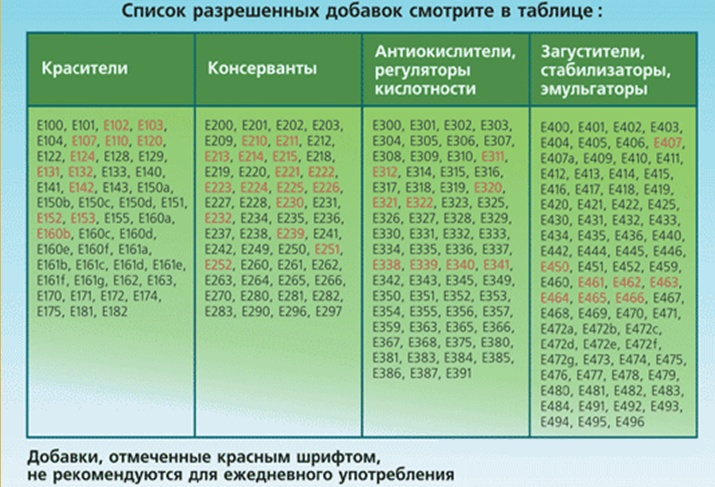 Список разрешенных добавок смотрите в таблице :
Красители
Консерванты
Антиокислители,
регуляторы
кислотности
Загустители,
стабилизаторы,
эмульгаторы
E100, E101, E102, E103,
E104, E107, E110, E120,
E122, E124, E128, E129,
E131, E132, E133, E140,
E141, E142, E143, E150a,
E150b, E150c, E150d, E151,
E152, E153, E155, E160a,
E160b, E160c, E160d,
E160e, E160f, E161a,
E161b, E161c, E161d, E161e,
E161f, E161g, E162, E163,
E170, E171, E172, E174,
E175, E181, E182
E200, E201, E202, E203,
E209, E210, E211, E212,
E213, E214, E215, E218,
E219, E220, E221, E222,
E223, E224, E225, E226,
E227, E228, E230, E231,
E232, E234, E235, E236,
E237, E238, E239, E241,
E242, E249, E250, E251,
E252, E260, E261, E262,
E263, E264, E265, E266,
E270, E280, E281, E282,
E283, E290, E296, E297
E300, E301, E302, E303,
E304, E305, E306, E307,
E308, E309, E310, E311,
E312, E314, E315, E316,
E317, E318, E319, E320,
E321, E322, E323, E325,
E326, E327, E328, E329,
E330, E331, E332, E333,
E334, E335, E336, E337,
E338, E339, E340, E341,
E342, E343, E345, E349,
E350, E351, E352, E353,
E354, E355, E356, E357,
E359, E363, E365, E366,
E367, E368, E375, E380,
E381, E383, E384, E385,
E386, E387, E391
E400, E401, E402, E403,
E404, E405, E406, E407,
E407a, E409, E410, E411,
E412, E413, E414, E415,
E416, E417, E418, E419,
E420, E421, E422, E425,
E430, E431, E432, E433,
E434, E435, E436, E440,
E442, E444, E445, E446,
E450, E451, E452, E459,
E460, E461, E462, E463,
E464, E465, E466, E467,
E468, E469, E470, E471,
E472a, E472b, E472c,
E472d, E472e, E472f,
E472g, E473, E474, E475,
E476, E477, E478, E479,
E480, E481, E482, E483,
E484, E491, E492, E493,
E494, E495, E496
Добавки, отмеченные красным шрифтом,
не рекомендуются для ежедневного употребления